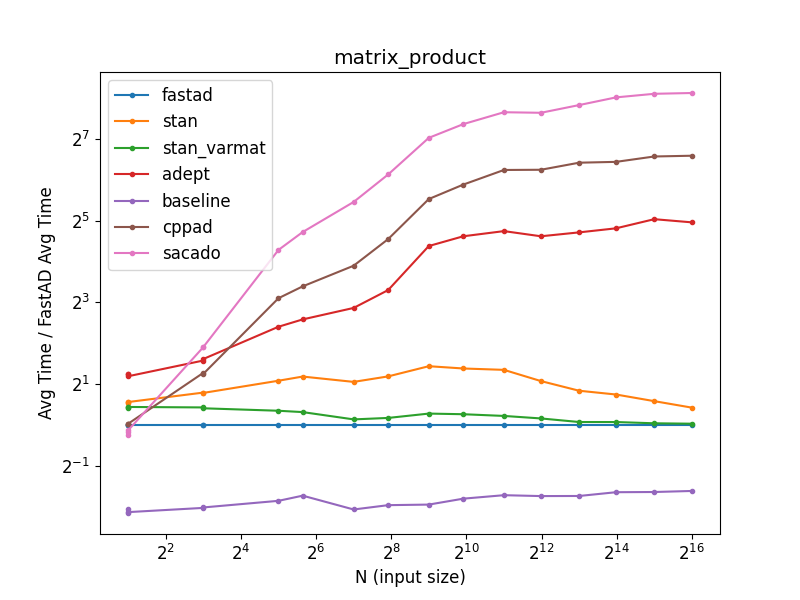 matrix_product
fastad
stan
stan_varmat
adept
baseline
cppad
sacado
2^7
2^5
2^3
2^1
2^-1
Avg Time / FastAD Avg Time
2^2 2^4 2^6 2^8 2^10 2^12 2^14 2^16
N (input size)